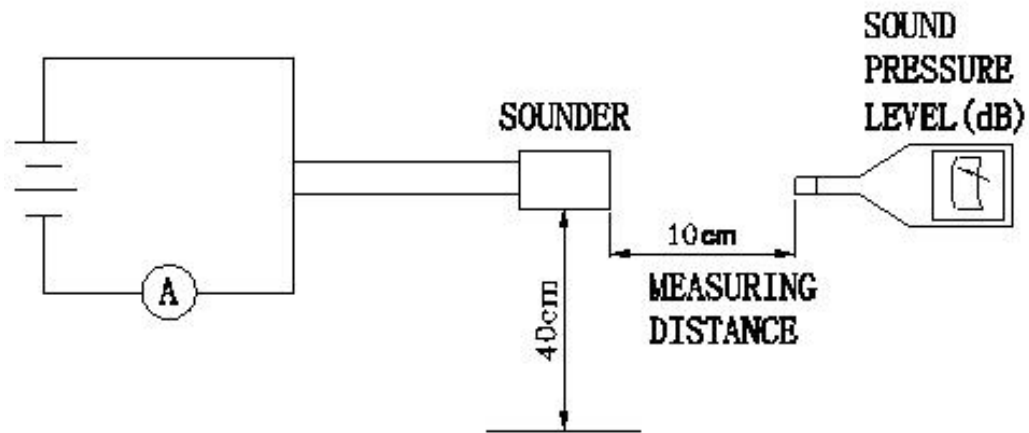 SOUND
PRESSURE
LEVEL(dB)
SOUNDER
10cm
A
MEASURING
DISTANCE
40cm